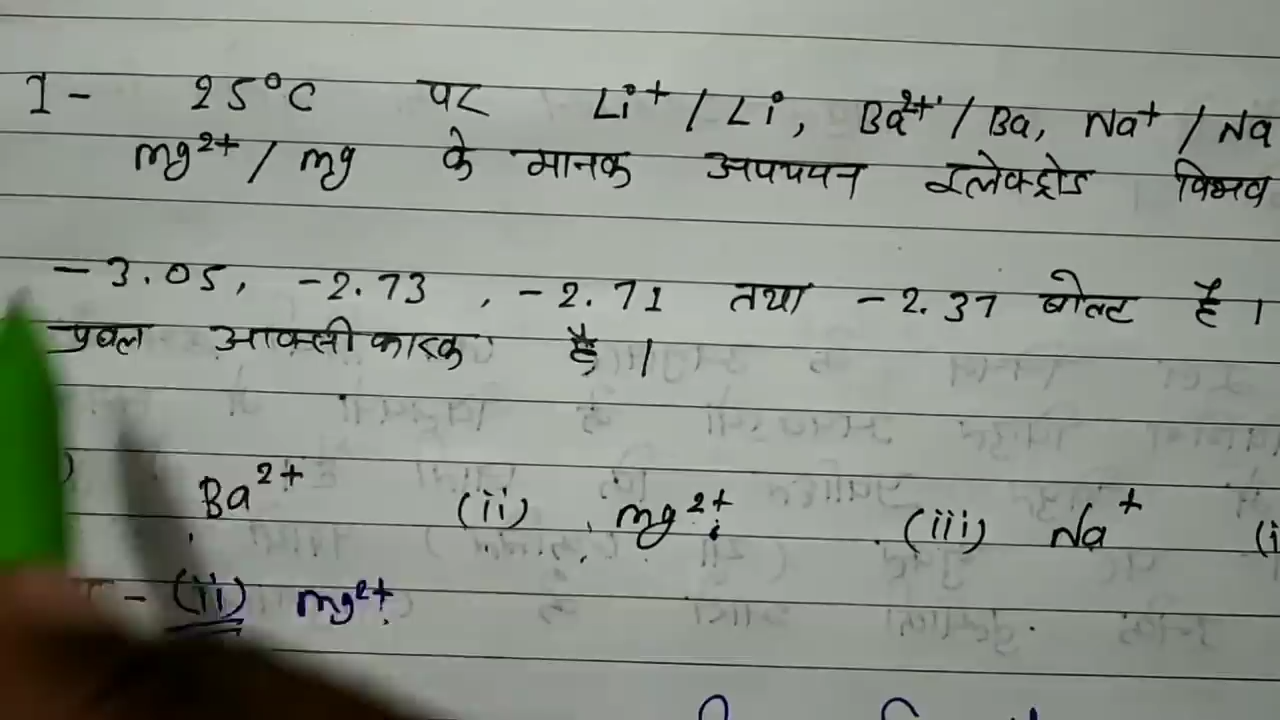 1- 25°C पर Li⁺/Li, Ba²⁺/Ba, Na⁺/Na
mg²⁺/mg के मानक अपचयन इलेक्ट्रोड विभव
-3.05, -2.73, -2.71 तथा -2.37 वोल्ट है।
प्रबल आक्सीकारक है।
Ba²⁺ (ii) mg²⁺ (iii) Na⁺ (i
- (ii) mg²⁺